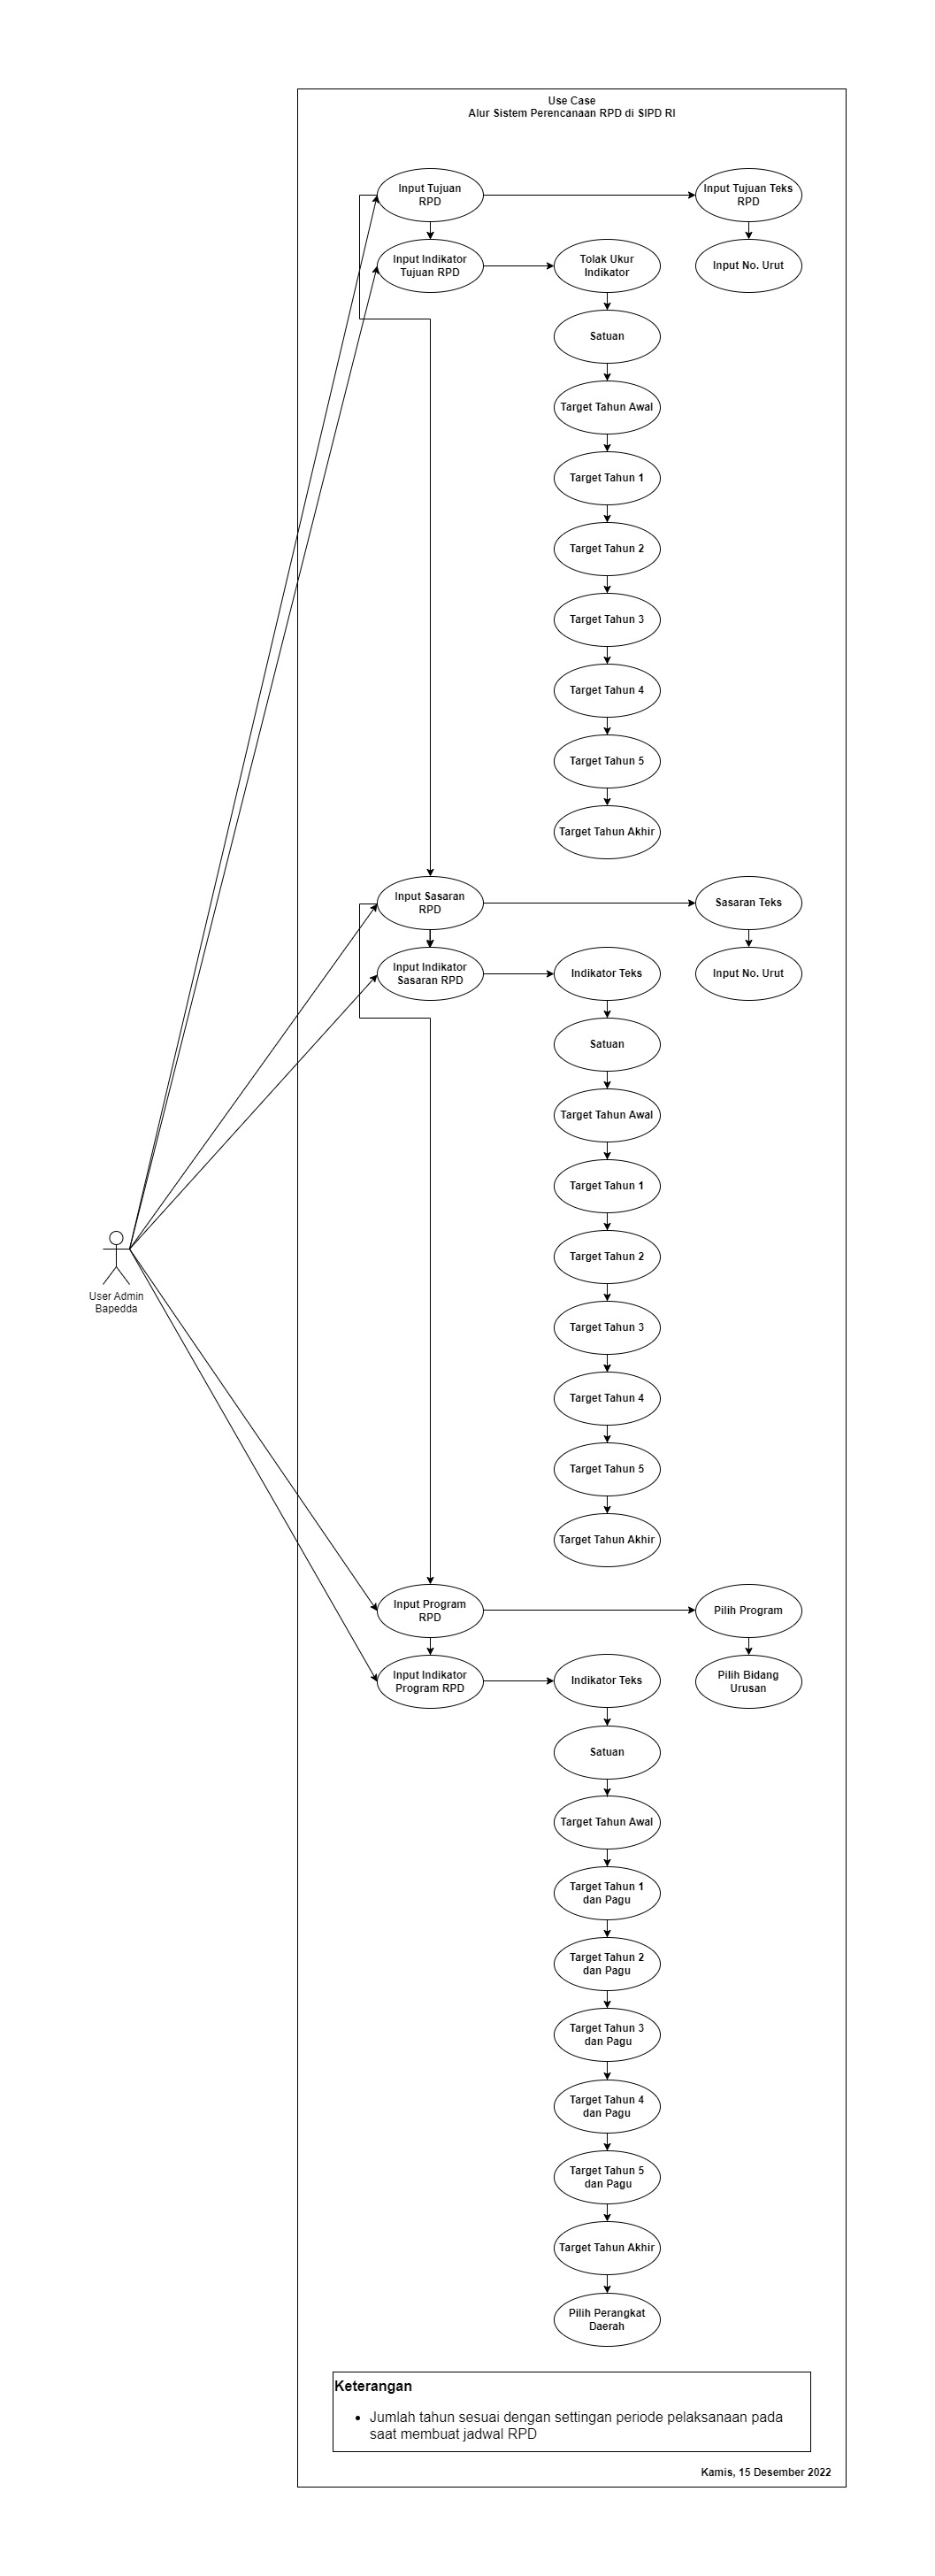 Use Case
Alur Sistem Perencanaan RPD di SIPD RI
Input Tujuan
RPD
Input Tujuan Teks
RPD
Input Indikator
Tujuan RPD
Tolak Ukur
Indikator
Input No. Urut
Satuan
Target Tahun Awal
Target Tahun 1
Target Tahun 2
Target Tahun 3
Target Tahun 4
Target Tahun 5
Target Tahun Akhir
Input Sasaran
RPD
Sasaran Teks
Input Indikator
Sasaran RPD
Indikator Teks
Input No. Urut
Satuan
Target Tahun Awal
Target Tahun 1
Target Tahun 2
User Admin
Bapedda
Target Tahun 3
Target Tahun 4
Target Tahun 5
Target Tahun Akhir
Input Program
RPD
Pilih Program
Input Indikator
Program RPD
Indikator Teks
Pilih Bidang
Urusan
Satuan
Target Tahun Awal
Target Tahun 1
dan Pagu
Target Tahun 2
dan Pagu
Target Tahun 3
dan Pagu
Target Tahun 4
dan Pagu
Target Tahun 5
dan Pagu
Target Tahun Akhir
Pilih Perangkat
Daerah
Keterangan
• Jumlah tahun sesuai dengan settingan periode pelaksanaan pada
saat membuat jadwal RPD
Kamis, 15 Desember 2022